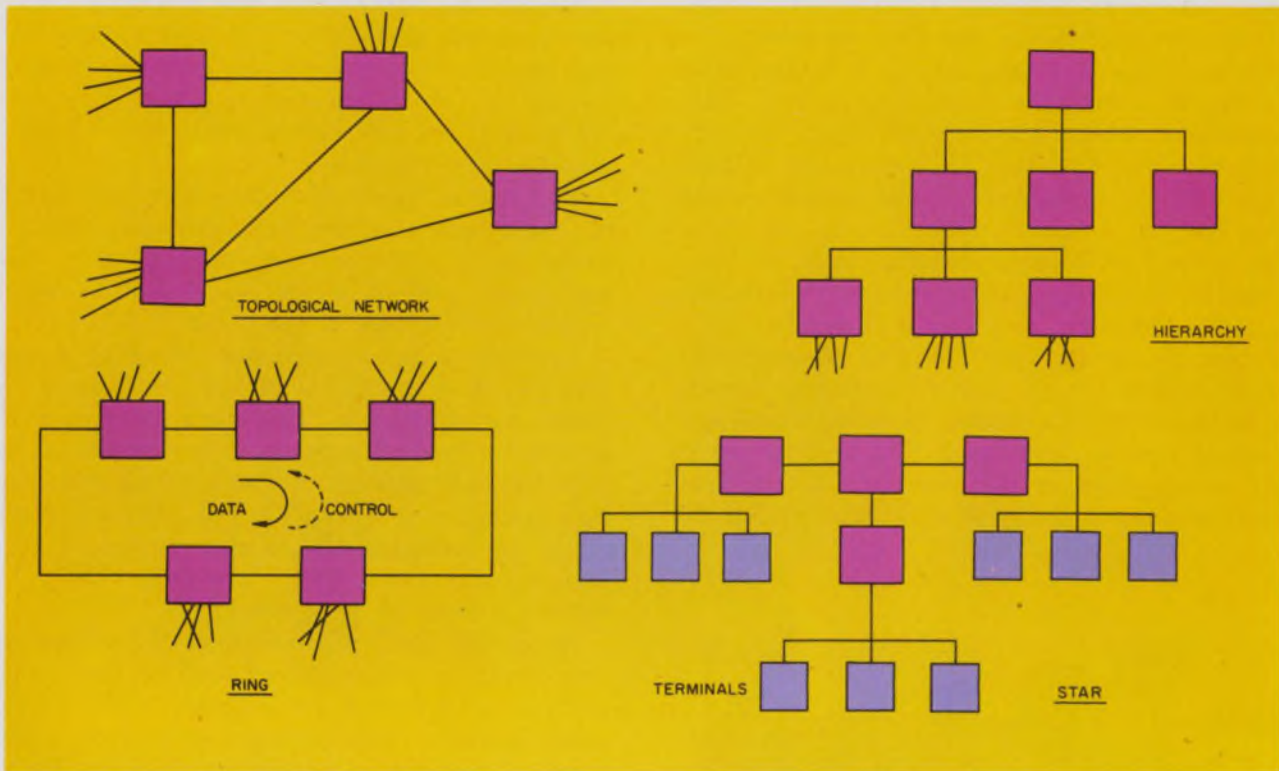 TOPOLOGICAL NETWORK
HIERARCHY
DATA
CONTROL
RING
TERMINALS
STAR